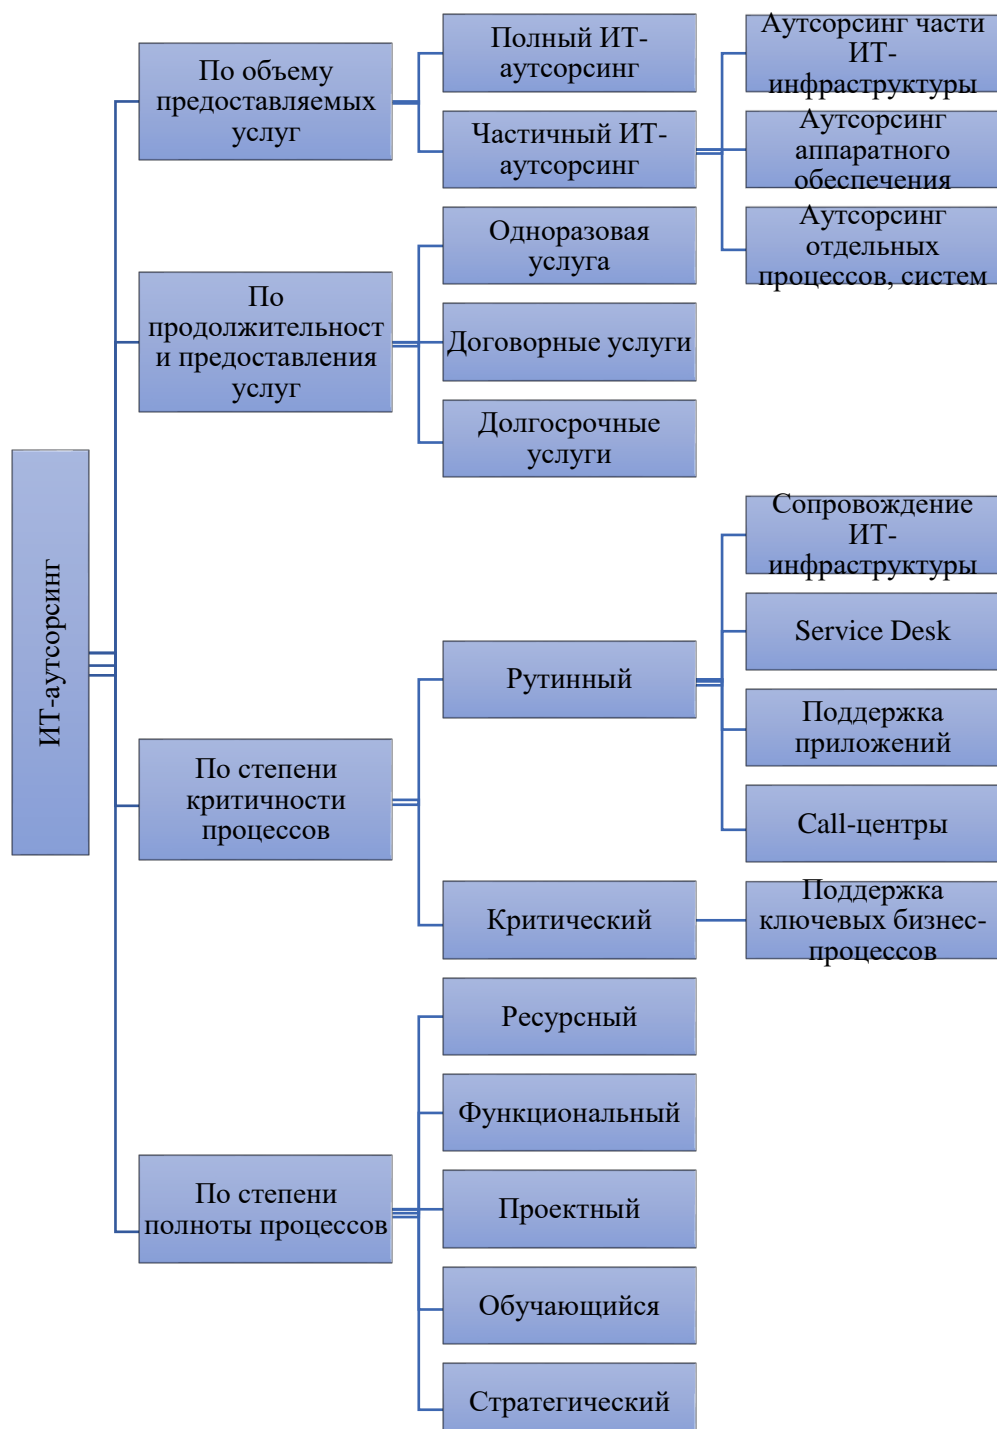 ИТ-аутсорсинг
По объему
предоставляемых
услуг
Полный ИТ-
аутсорсинг
Частичный ИТ-
аутсорсинг
Аутсорсинг части
ИТ-
инфраструктуры
Аутсорсинг
аппаратного
обеспечения
Аутсорсинг
отдельных
процессов, систем
По
продолжительност
и предоставления
услуг
Одноразовая
услуга
Договорные услуги
Долгосрочные
услуги
По степени
критичности
процессов
Рутинный
Сопровождение
ИТ-
инфраструктуры
Service Desk
Поддержка
приложений
Call-центры
Критический
Поддержка
ключевых бизнес-
процессов
По степени
полноты процессов
Ресурсный
Функциональный
Проектный
Обучающийся
Стратегический